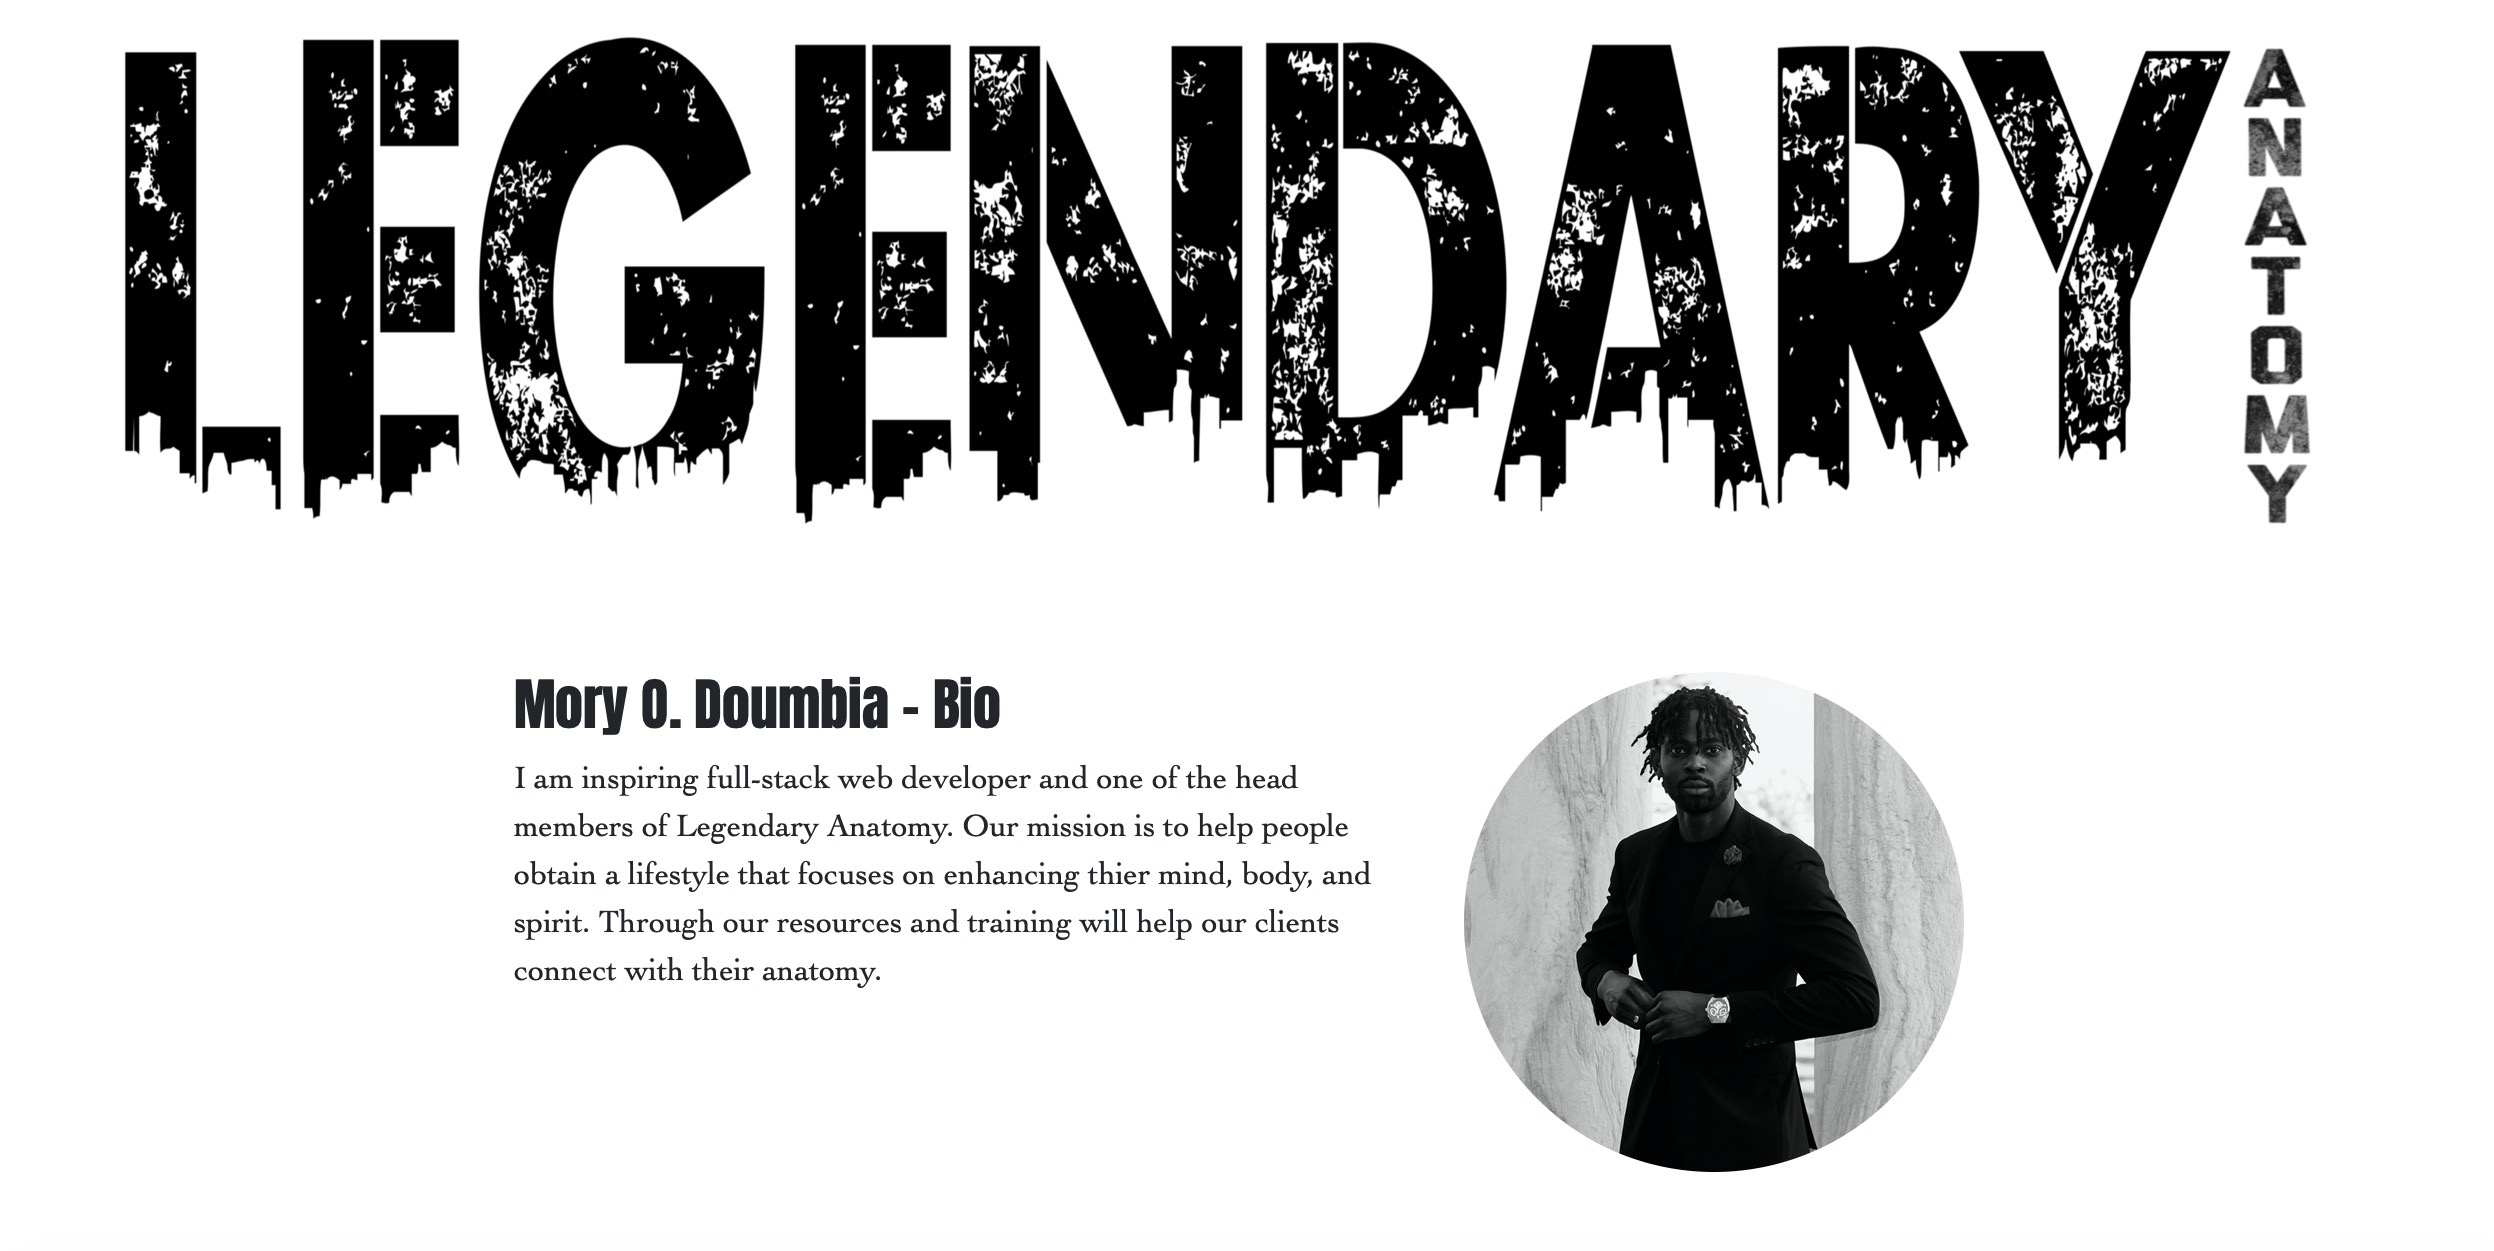 LEGENDARY
ANATOMY
Mory O. Doumbia - Bio
I am inspiring full-stack web developer and one of the head
members of Legendary Anatomy. Our mission is to help people
obtain a lifestyle that focuses on enhancing thier mind, body, and
spirit. Through our resources and training will help our clients
connect with their anatomy.